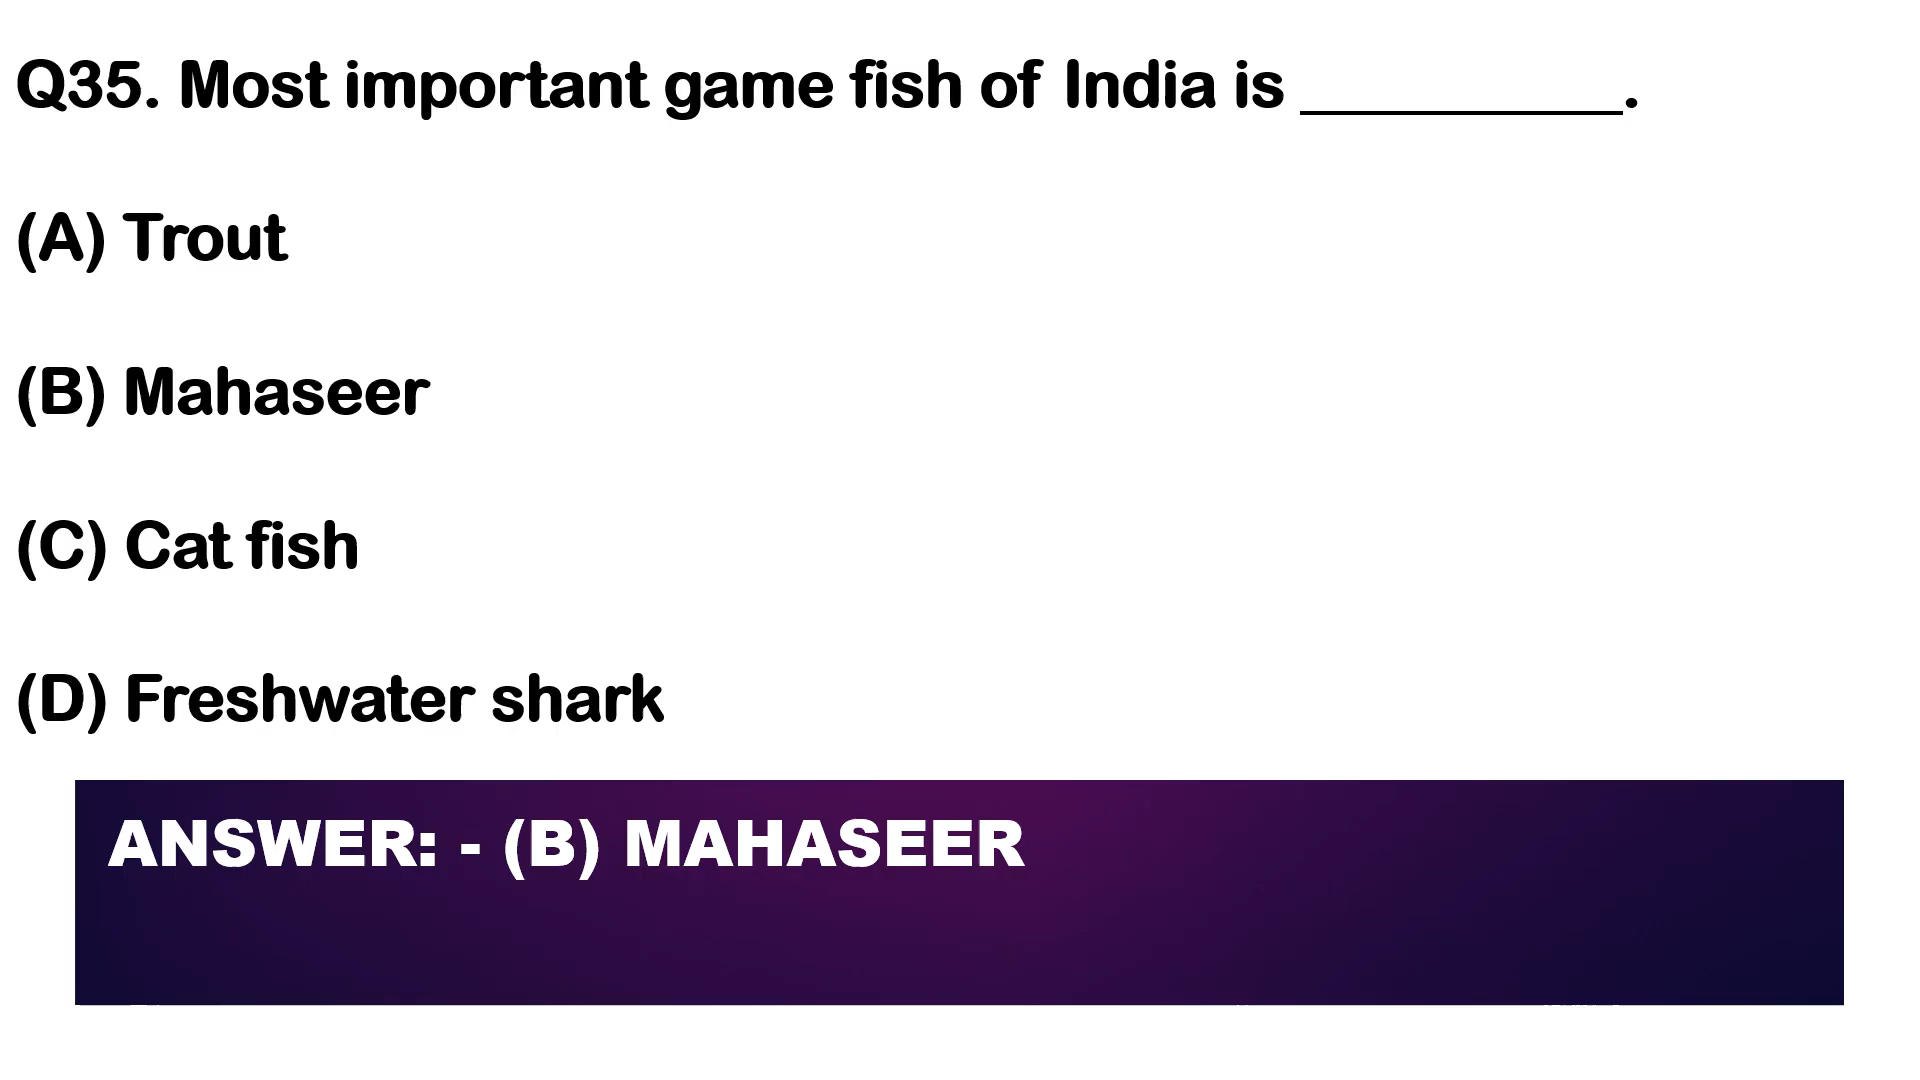 Q35. Most important game fish of India is __________.
(A) Trout
(B) Mahaseer
(C) Cat fish
(D) Freshwater shark
ANSWER: - (B) MAHASEER